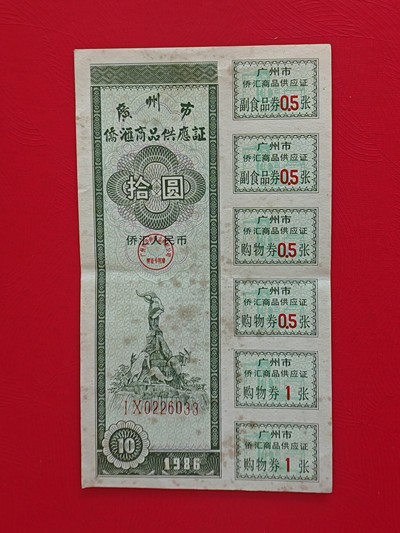 廣州市
僑滙商品供應証
拾圆
侨汇人民币
IX0226033
10
1986
广州市
侨汇商品供应证
副食品券0.5张
广州市
侨汇商品供应证
副食品券0.5张
广州市
侨汇商品供应证
购物券0.5张
广州市
侨汇商品供应证
购物券0.5张
广州市
侨汇商品供应证
购物券1张
广州市
侨汇商品供应证
购物券1张